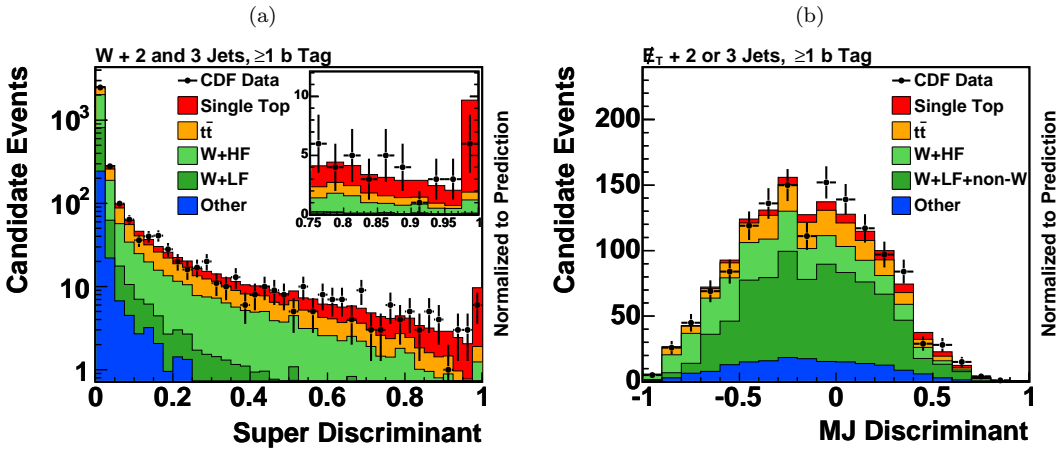 (a)
W + 2 and 3 Jets, ≥1 b Tag
Candidate Events
10³
10²
10
1
CDF Data
Single Top
tt̄
W+HF
W+LF
Other
10
5
0
0.75 0.8 0.85 0.9 0.95 1
0 0.2 0.4 0.6 0.8 1
Super Discriminant
Normalized to Prediction
(b)
E̸T + 2 or 3 Jets, ≥1 b Tag
Candidate Events
200
150
100
50
0
CDF Data
Single Top
tt̄
W+HF
W+LF+non-W
Other
-1 -0.5 0 0.5 1
MJ Discriminant
Normalized to Prediction